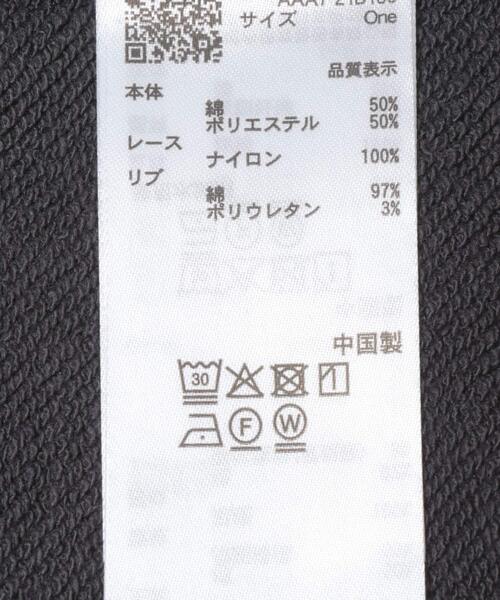 サイズ One
品質表示
本体
綿 50%
ポリエステル 50%
レース
ナイロン 100%
リブ
綿 97%
ポリウレタン 3%
中国製
30
F W